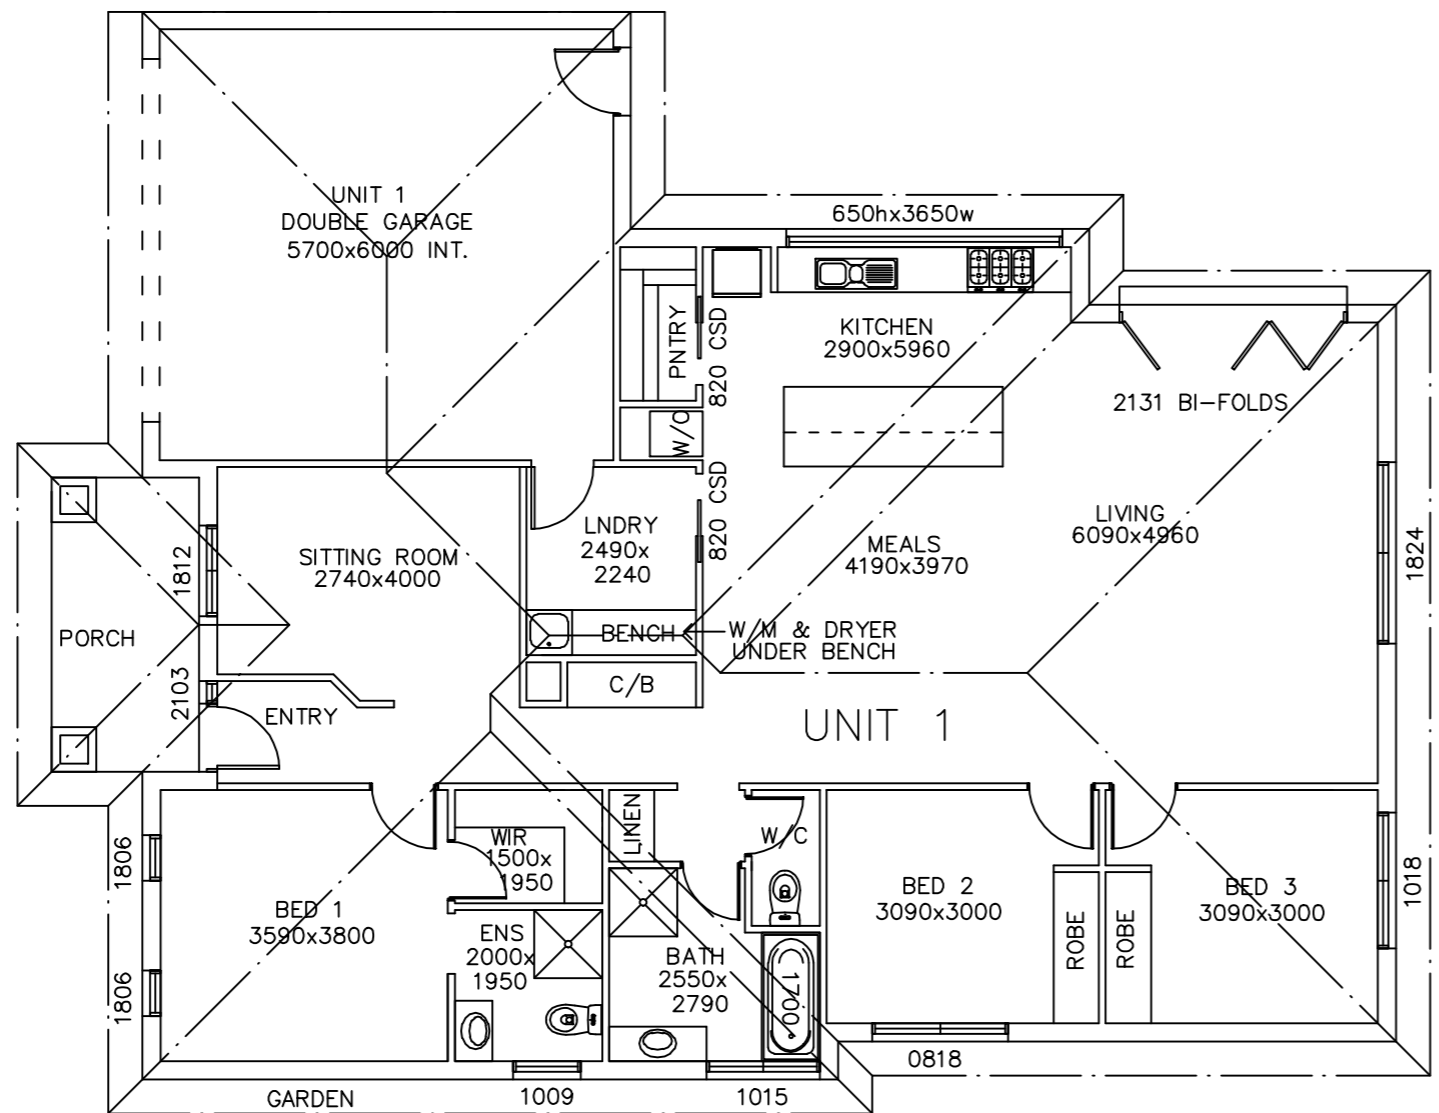 UNIT 1
DOUBLE GARAGE
5700x6000 INT.
650hx3650w
KITCHEN
2900x5960
PNTRY
820 CSD
2131 BI-FOLDS
W/O
820 CSD
LNDRY
2490x
2240
SITTING ROOM
2740x4000
1812
MEALS
4190x3970
LIVING
6090x4960
1824
PORCH
BENCH
W/M & DRYER
UNDER BENCH
C/B
2103
ENTRY
UNIT 1
1806
WIR
1500x
1950
LINEN
W/C
BED 1
3590x3800
ENS
2000x
1950
BATH
2550x
2790
1700
BED 2
3090x3000
ROBE
ROBE
BED 3
3090x3000
1018
1806
0818
GARDEN
1009
1015